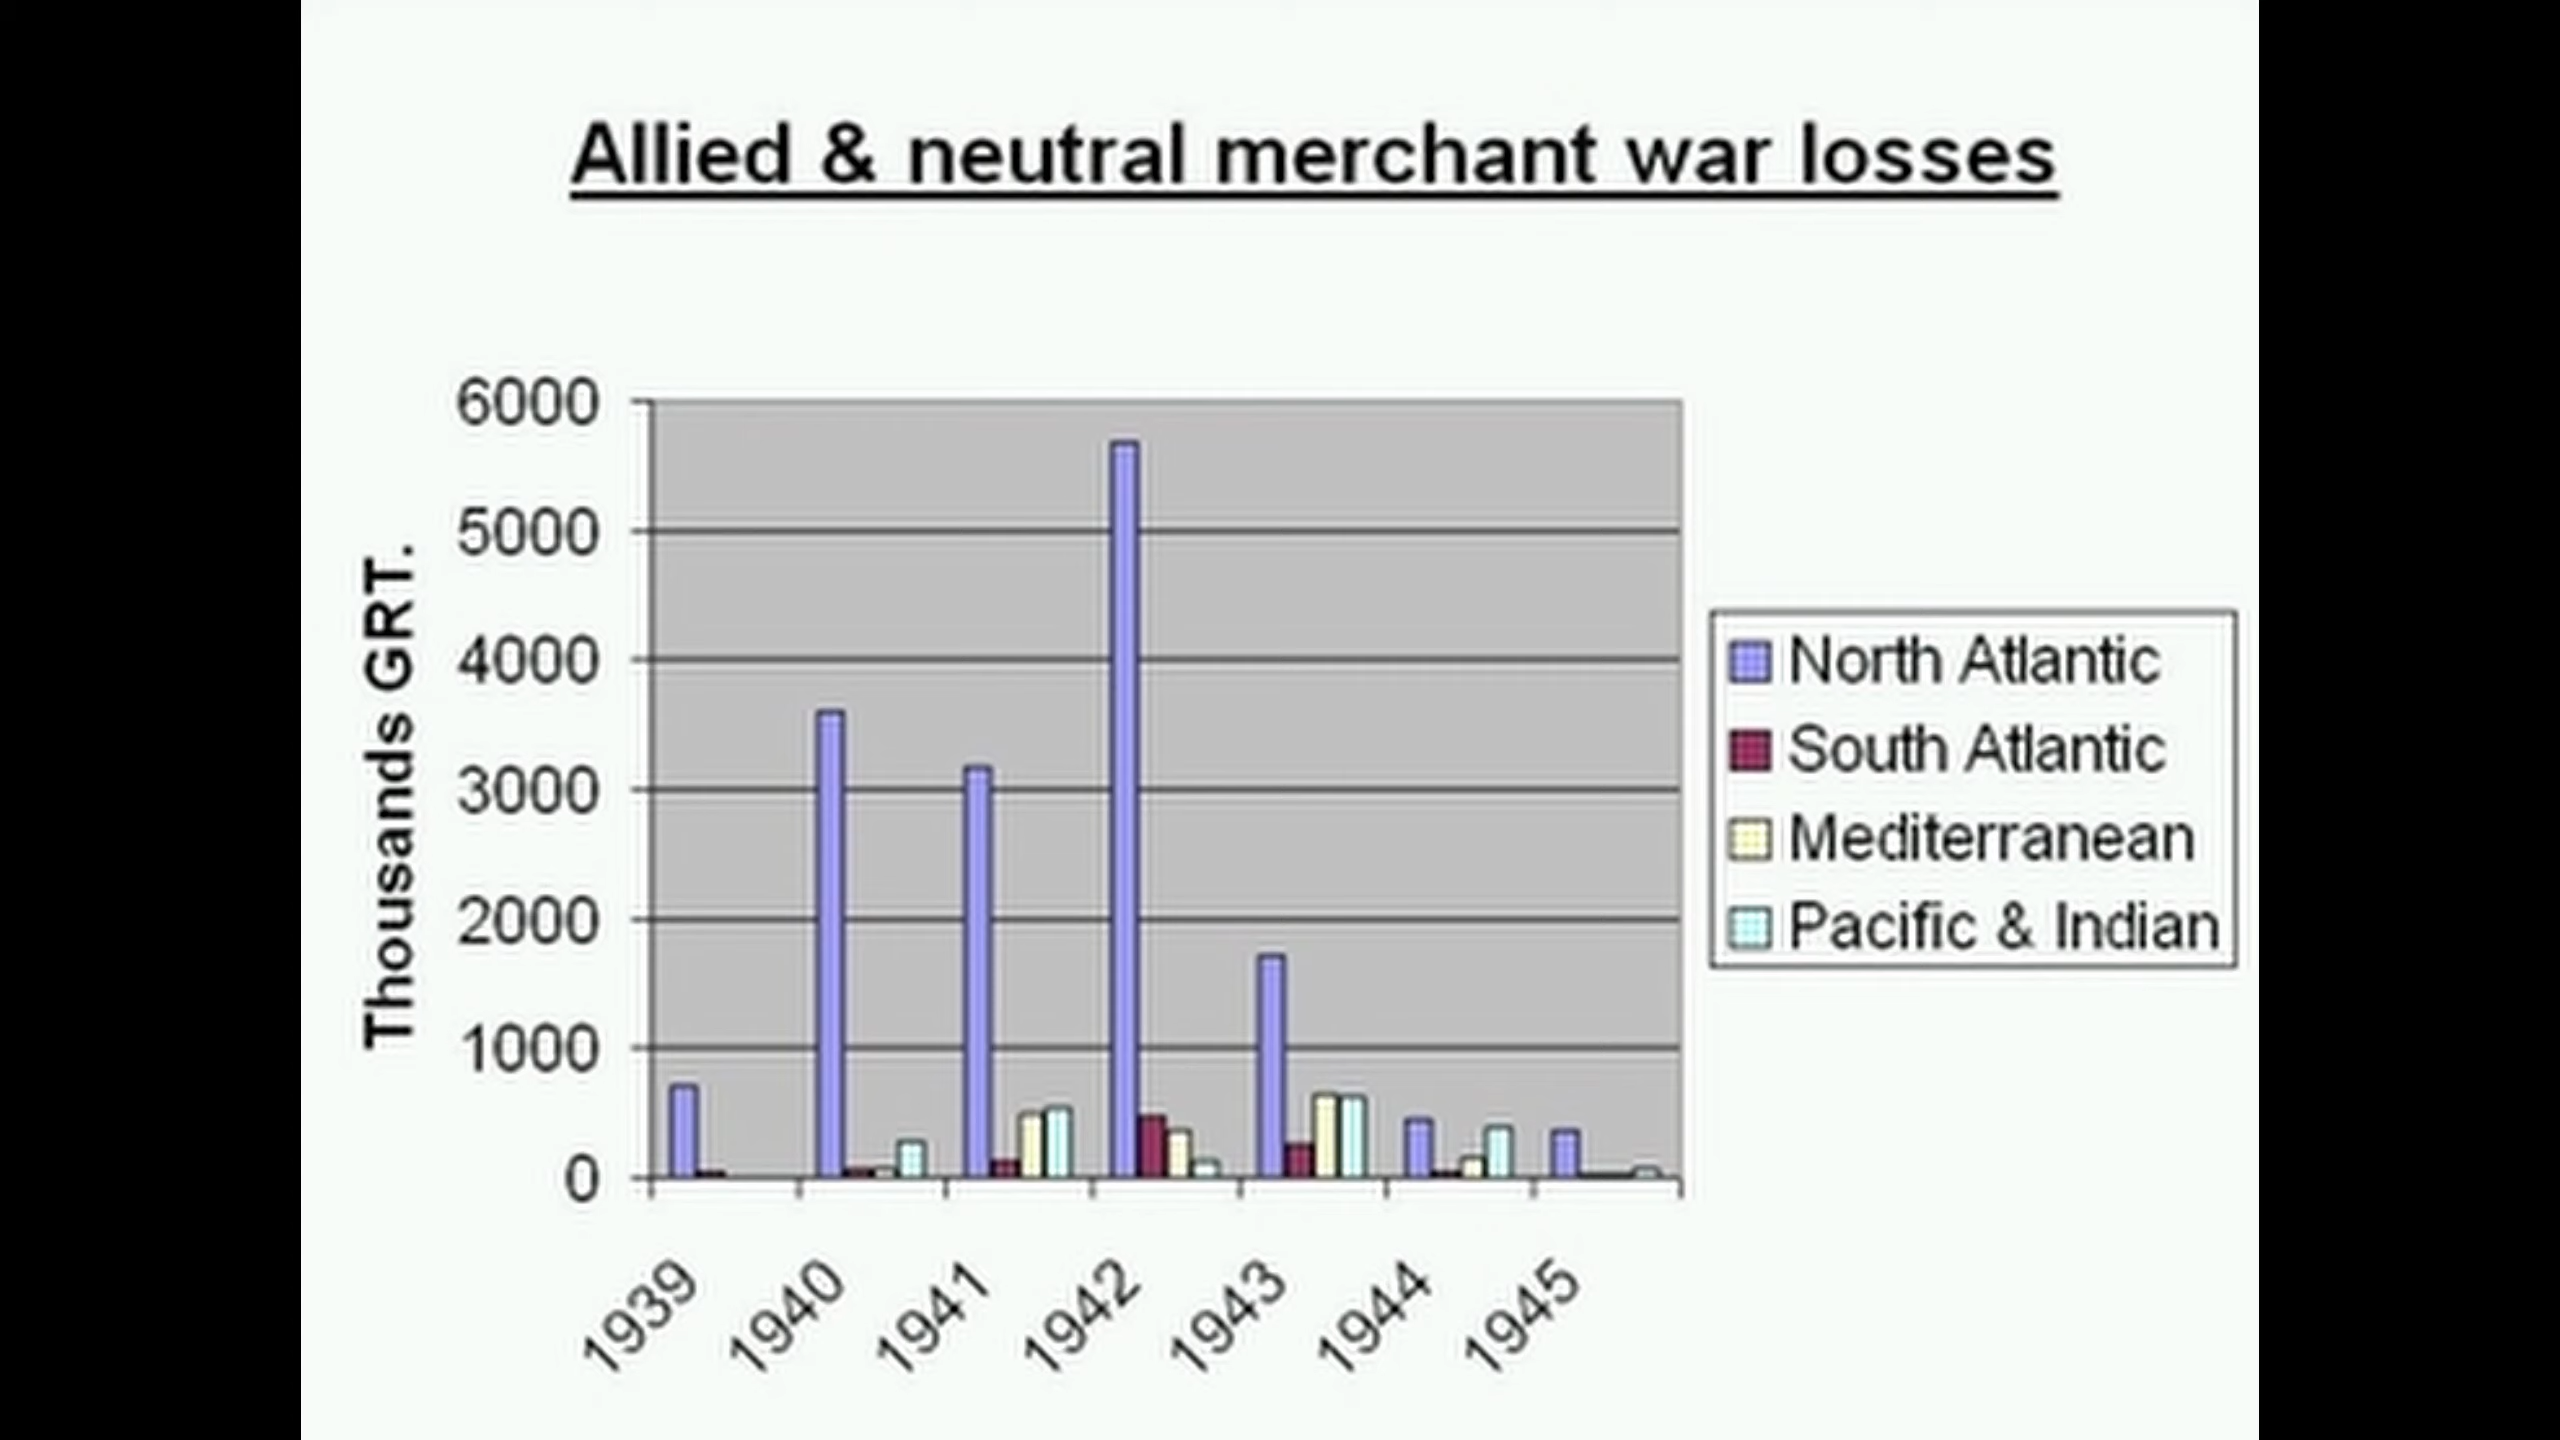 Allied & neutral merchant war losses
Thousands GRT.
6000
5000
4000
3000
2000
1000
0
1939
1940
1941
1942
1943
1944
1945
North Atlantic
South Atlantic
Mediterranean
Pacific & Indian